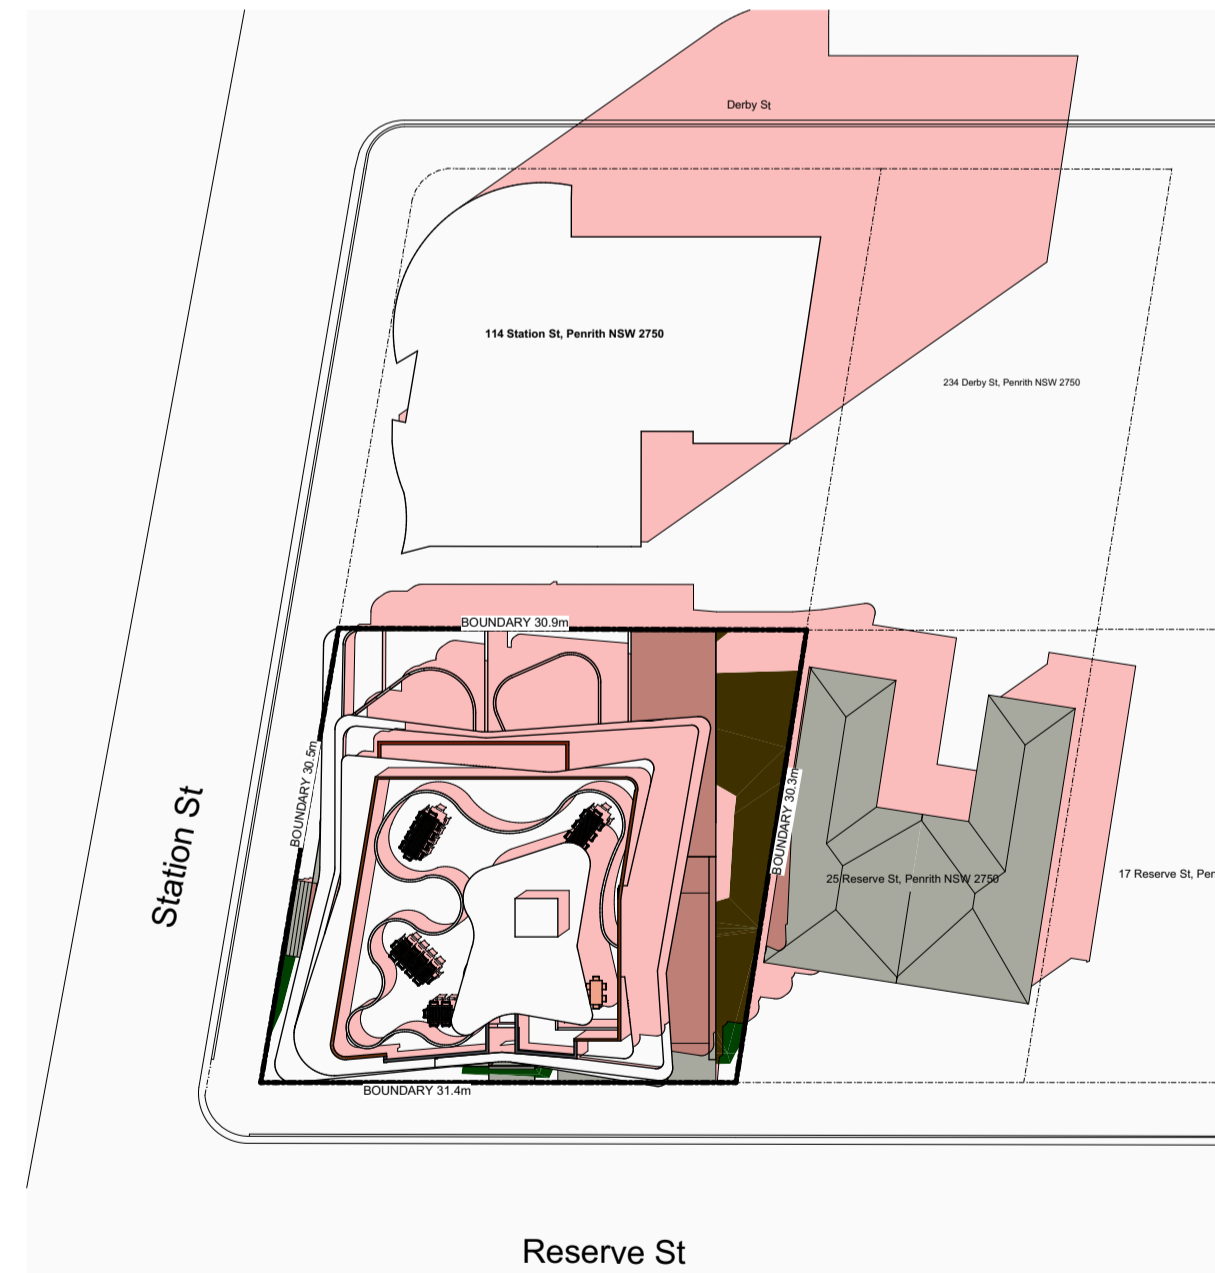 Derby St
114 Station St, Penrith NSW 2750
234 Derby St, Penrith NSW 2750
BOUNDARY 30.9m
BOUNDARY 30.5m
BOUNDARY 30.3m
Station St
25 Reserve St, Penrith NSW 2750
17 Reserve St, Pen
BOUNDARY 31.4m
Reserve St